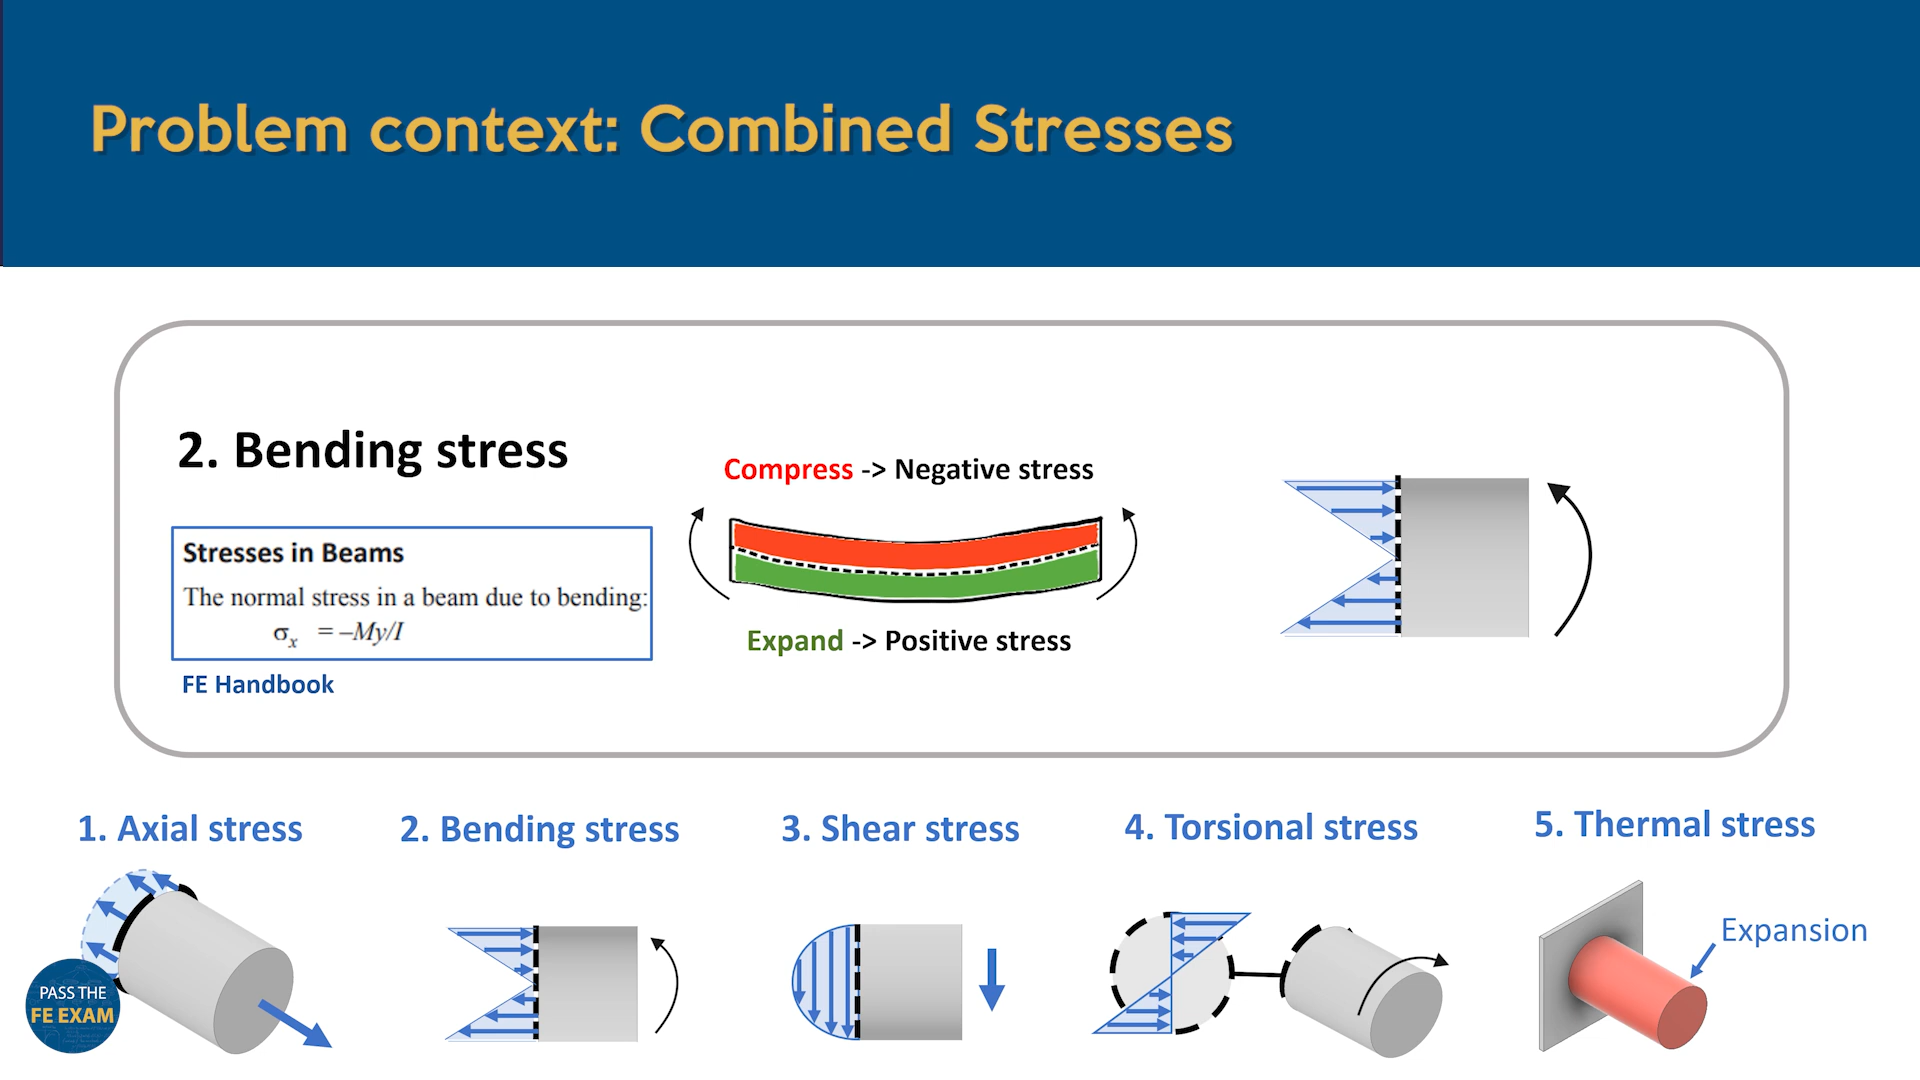 Problem context: Combined Stresses
2. Bending stress
Stresses in Beams
The normal stress in a beam due to bending:
σx = –My/I
FE Handbook
Compress -> Negative stress
Expand -> Positive stress
1. Axial stress
2. Bending stress
3. Shear stress
4. Torsional stress
5. Thermal stress
Expansion
PASS THE
FE EXAM